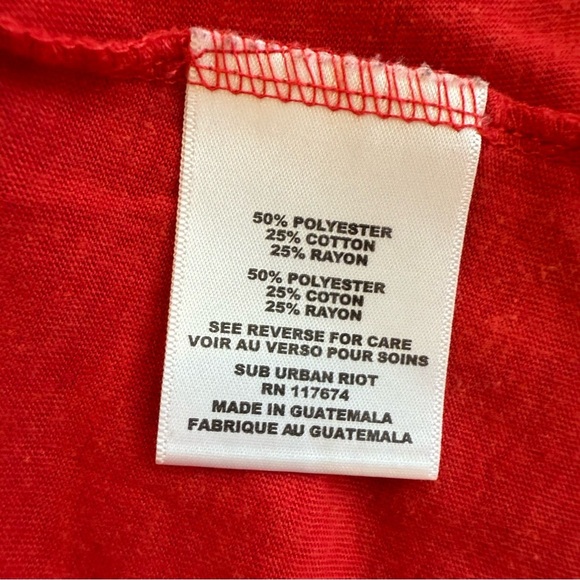 50% POLYESTER
25% COTTON
25% RAYON
50% POLYESTER
25% COTON
25% RAYON
SEE REVERSE FOR CARE
VOIR AU VERSO POUR SOINS
SUB URBAN RIOT
RN 117674
MADE IN GUATEMALA
FABRIQUE AU GUATEMALA